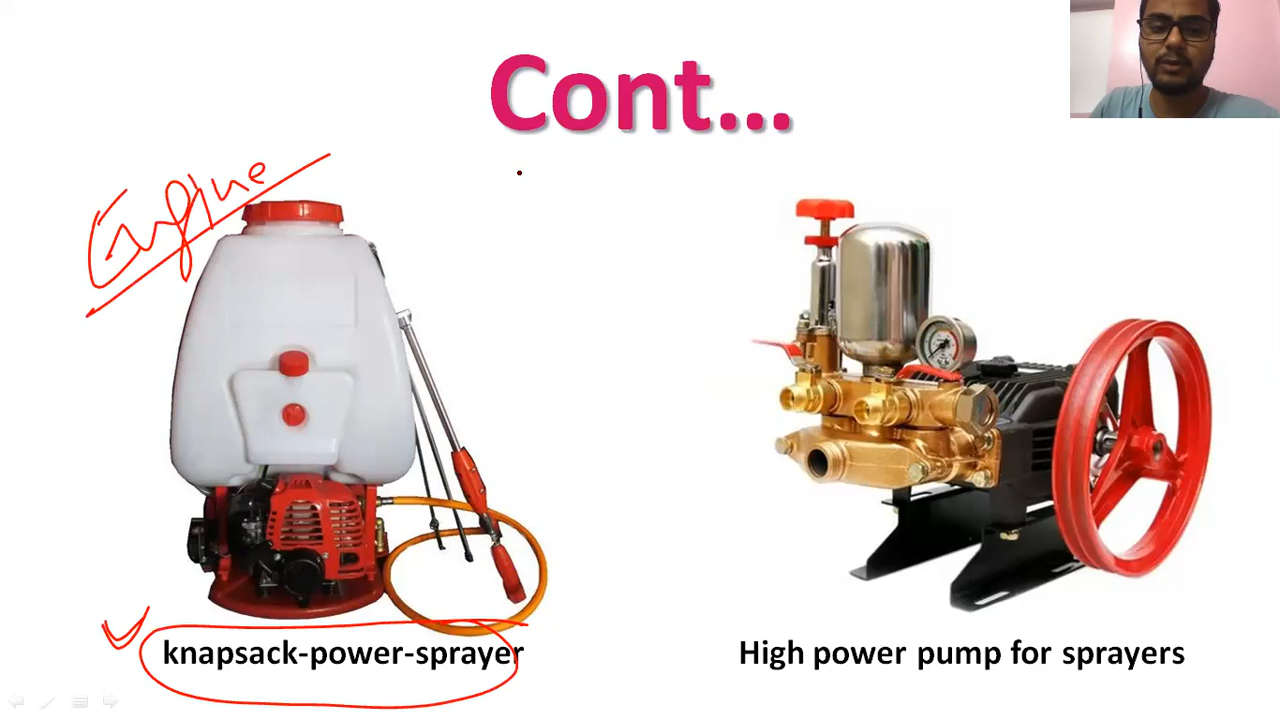 Cont...
Engine
knapsack-power-sprayer
High power pump for sprayers